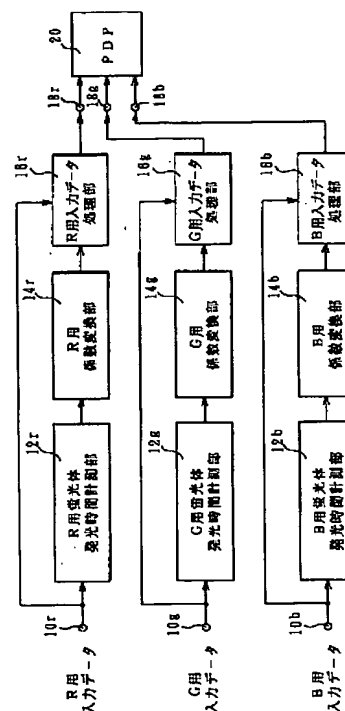 R用
入力データ
10r
12r
R用蛍光体
発光時間計測部
14r
R用
係数変換部
16r
R用入力データ
処理部
18r
G用
入力データ
10g
12g
G用蛍光体
発光時間計測部
14g
G用
係数変換部
16g
G用入力データ
処理部
18g
B用
入力データ
10b
12b
B用蛍光体
発光時間計測部
14b
B用
係数変換部
16b
B用入力データ
処理部
18b
20
PDP